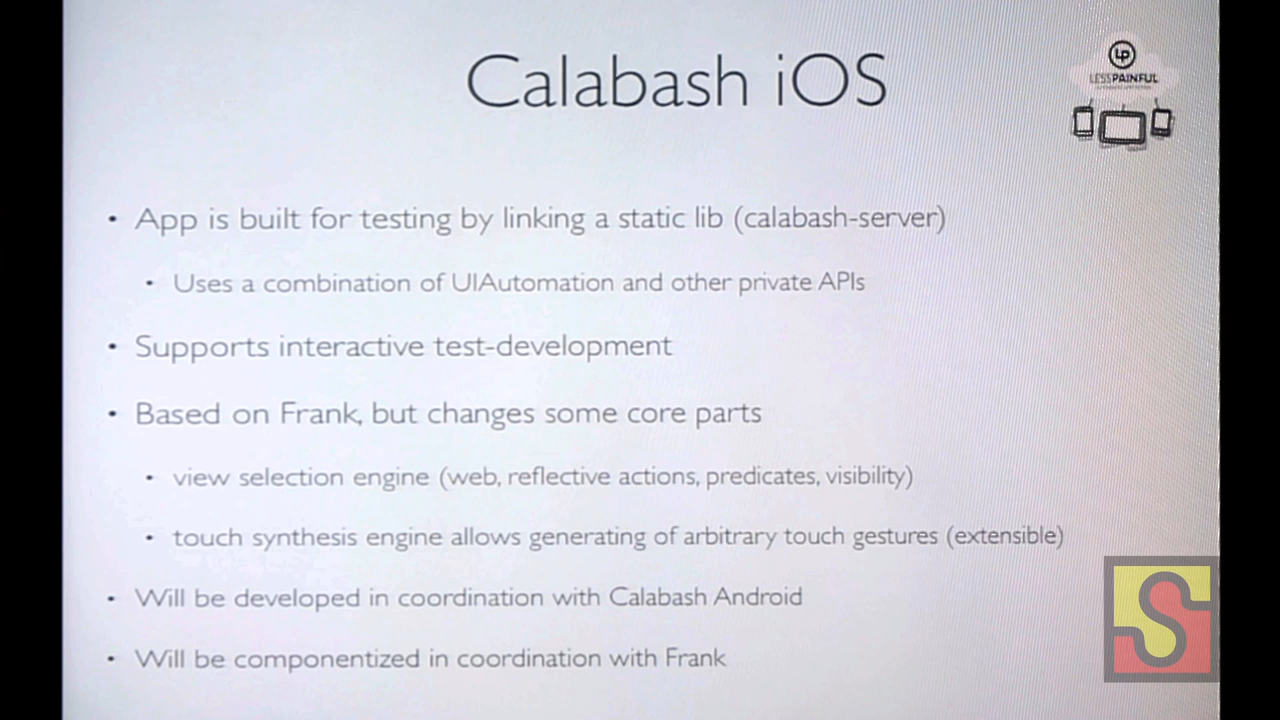 Calabash iOS
LP
LESSPAINFUL
• App is built for testing by linking a static lib (calabash-server)
• Uses a combination of UIAutomation and other private APIs
• Supports interactive test-development
• Based on Frank, but changes some core parts
• view selection engine (web, reflective actions, predicates, visibility)
• touch synthesis engine allows generating of arbitrary touch gestures (extensible)
• Will be developed in coordination with Calabash Android
• Will be componentized in coordination with Frank
S